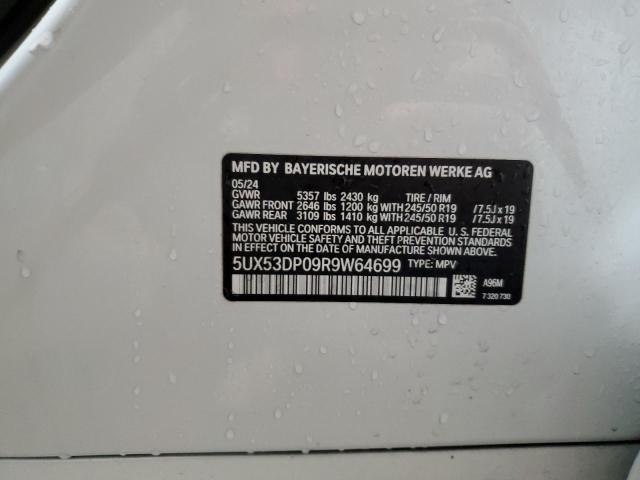 MFD BY BAYERISCHE MOTOREN WERKE AG
05/24
GVWR 5357 lbs 2430 kg TIRE / RIM
GAWR FRONT 2646 lbs 1200 kg WITH 245/50 R19 / 7.5J x 19
GAWR REAR 3109 lbs 1410 kg WITH 245/50 R19 / 7.5J x 19
THIS VEHICLE CONFORMS TO ALL APPLICABLE U.S. FEDERAL
MOTOR VEHICLE SAFETY AND THEFT PREVENTION STANDARDS
IN EFFECT ON THE DATE OF MANUFACTURE SHOWN ABOVE.
5UX53DP09R9W64699 TYPE: MPV
A96M
7 320 730